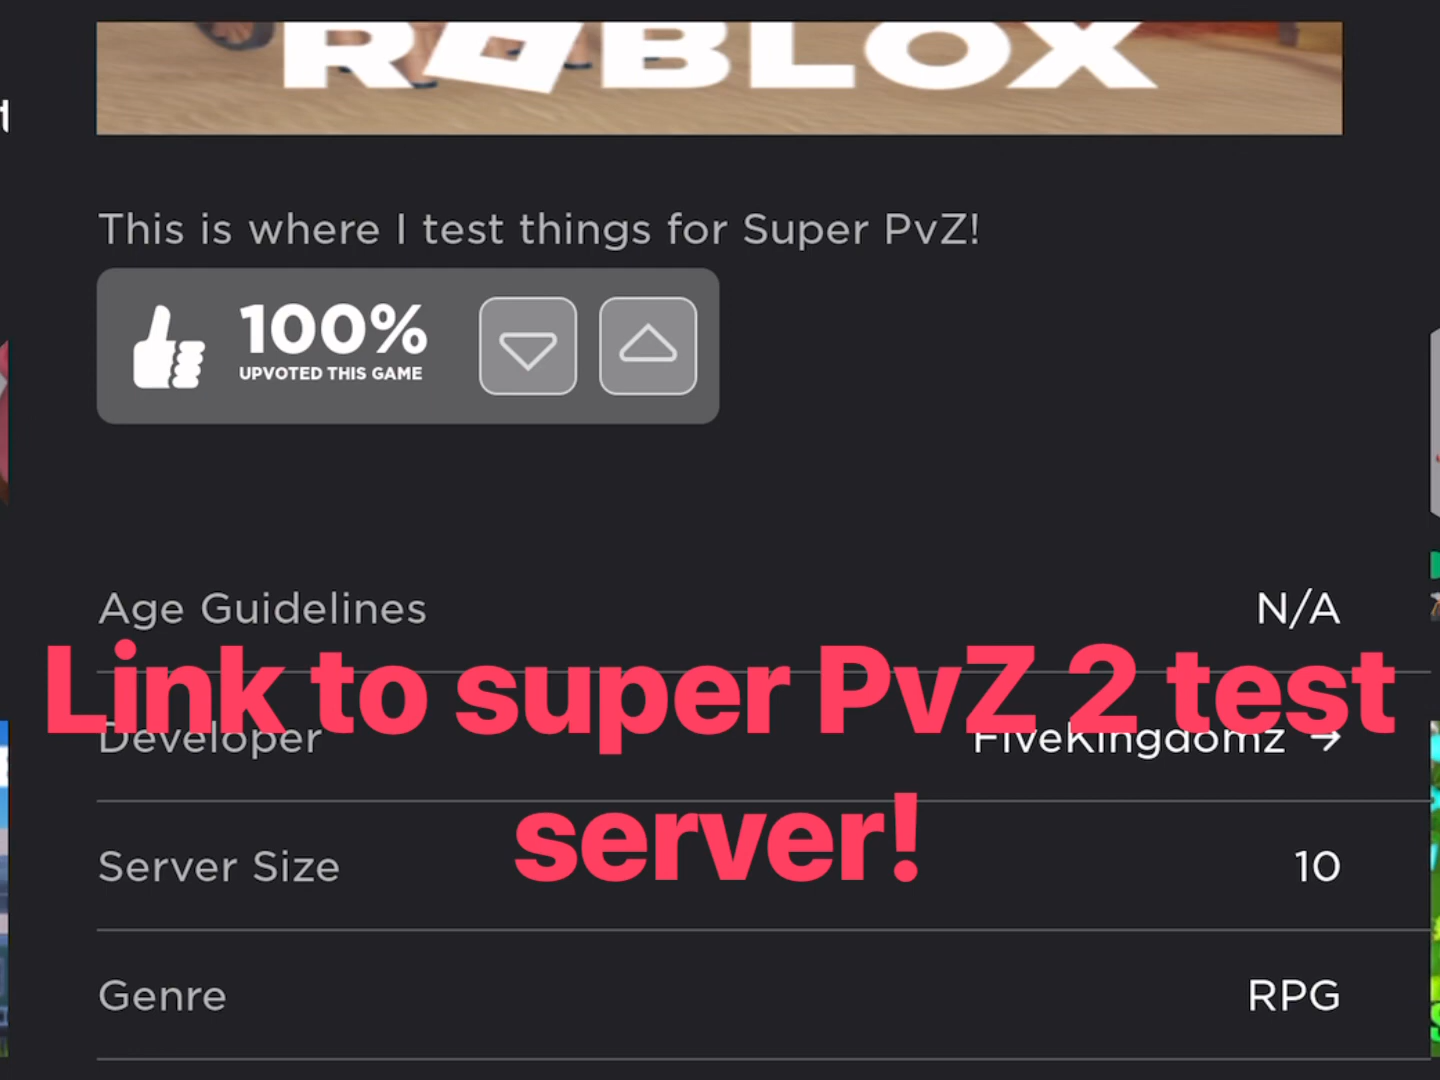 ROBLOX
This is where I test things for Super PvZ!
100%
UPVOTED THIS GAME
Age Guidelines N/A
Link to super PvZ 2 test
Developer FiveKingdomz →
server!
Server Size 10
Genre RPG